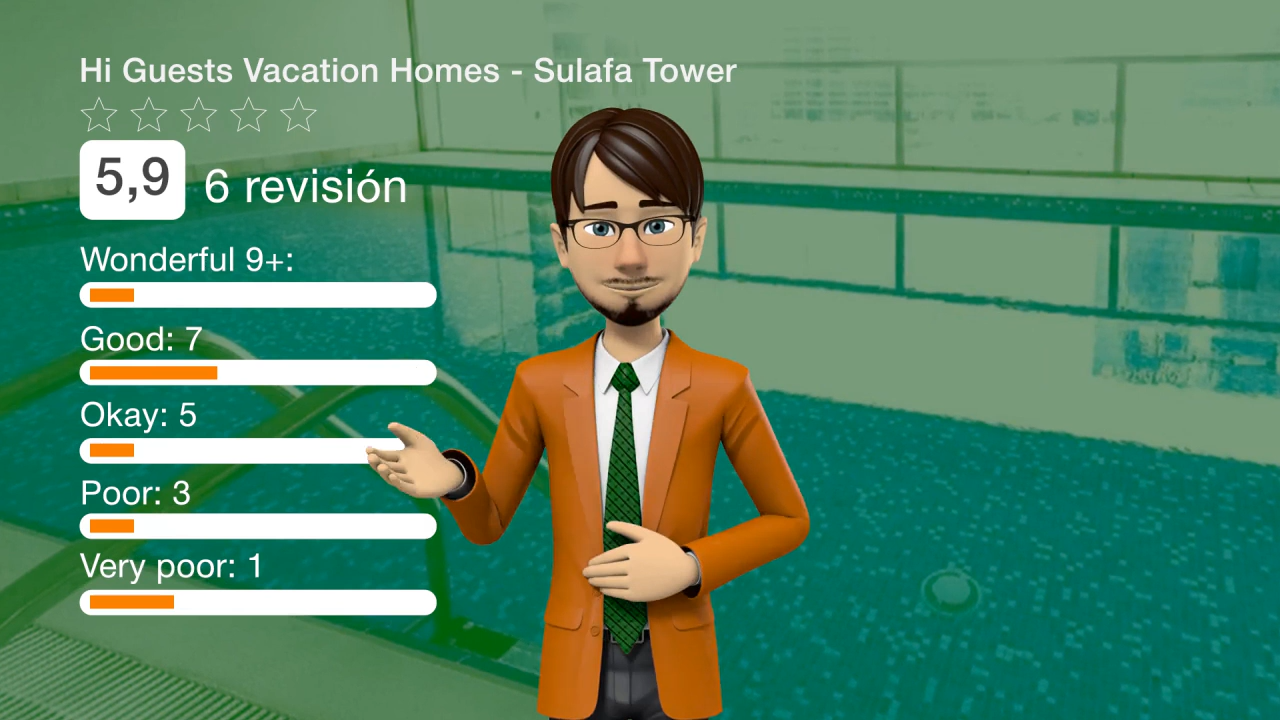 Hi Guests Vacation Homes - Sulafa Tower
5,9 6 revisión
Wonderful 9+:
Good: 7
Okay: 5
Poor: 3
Very poor: 1